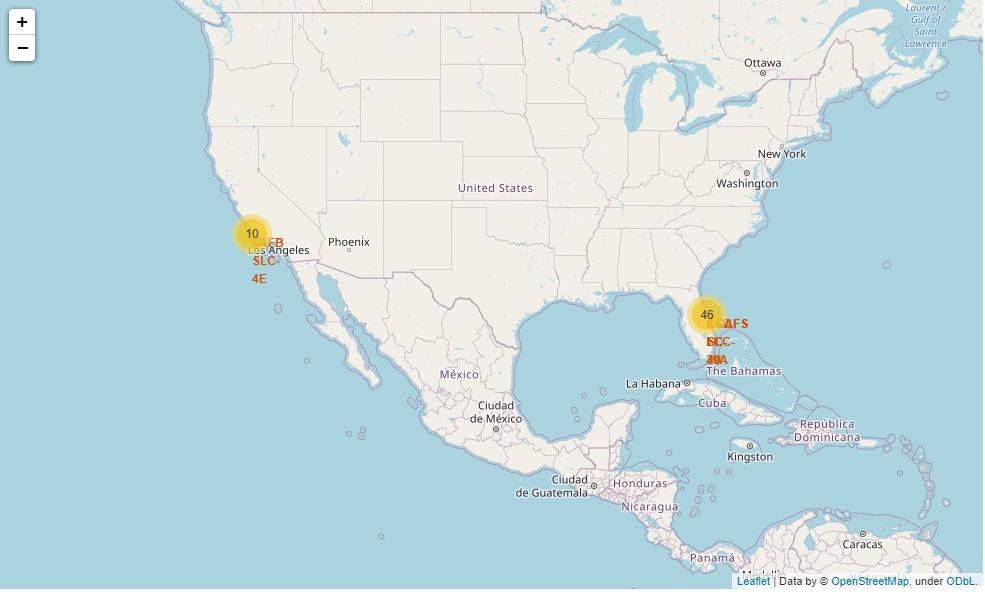 +
−
Laurent /
Gulf of
Saint
Lawrence
Ottawa
New York
Washington
United States
10
VAFB
Los Angeles
SLC-
4E
Phoenix
46
The Bahamas
México
La Habana
Cuba
Ciudad
de México
República
Dominicana
Kingston
Ciudad
de Guatemala
Honduras
Nicaragua
Caracas
Panamá
Leaflet | Data by © OpenStreetMap, under ODbL.